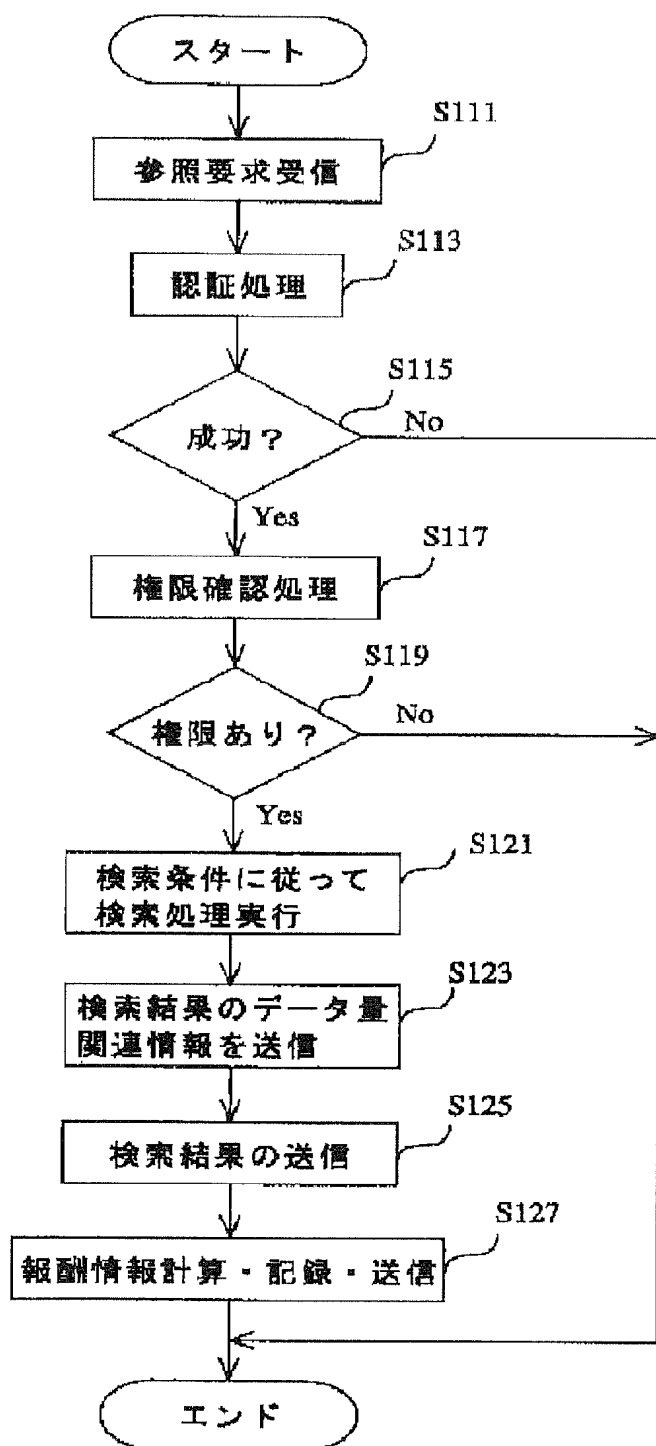 スタート
S111
参照要求受信
S113
認証処理
S115
成功？
No
Yes
S117
権限確認処理
S119
権限あり？
No
Yes
S121
検索条件に従って
検索処理実行
S123
検索結果のデータ量
関連情報を送信
S125
検索結果の送信
S127
報酬情報計算・記録・送信
エンド